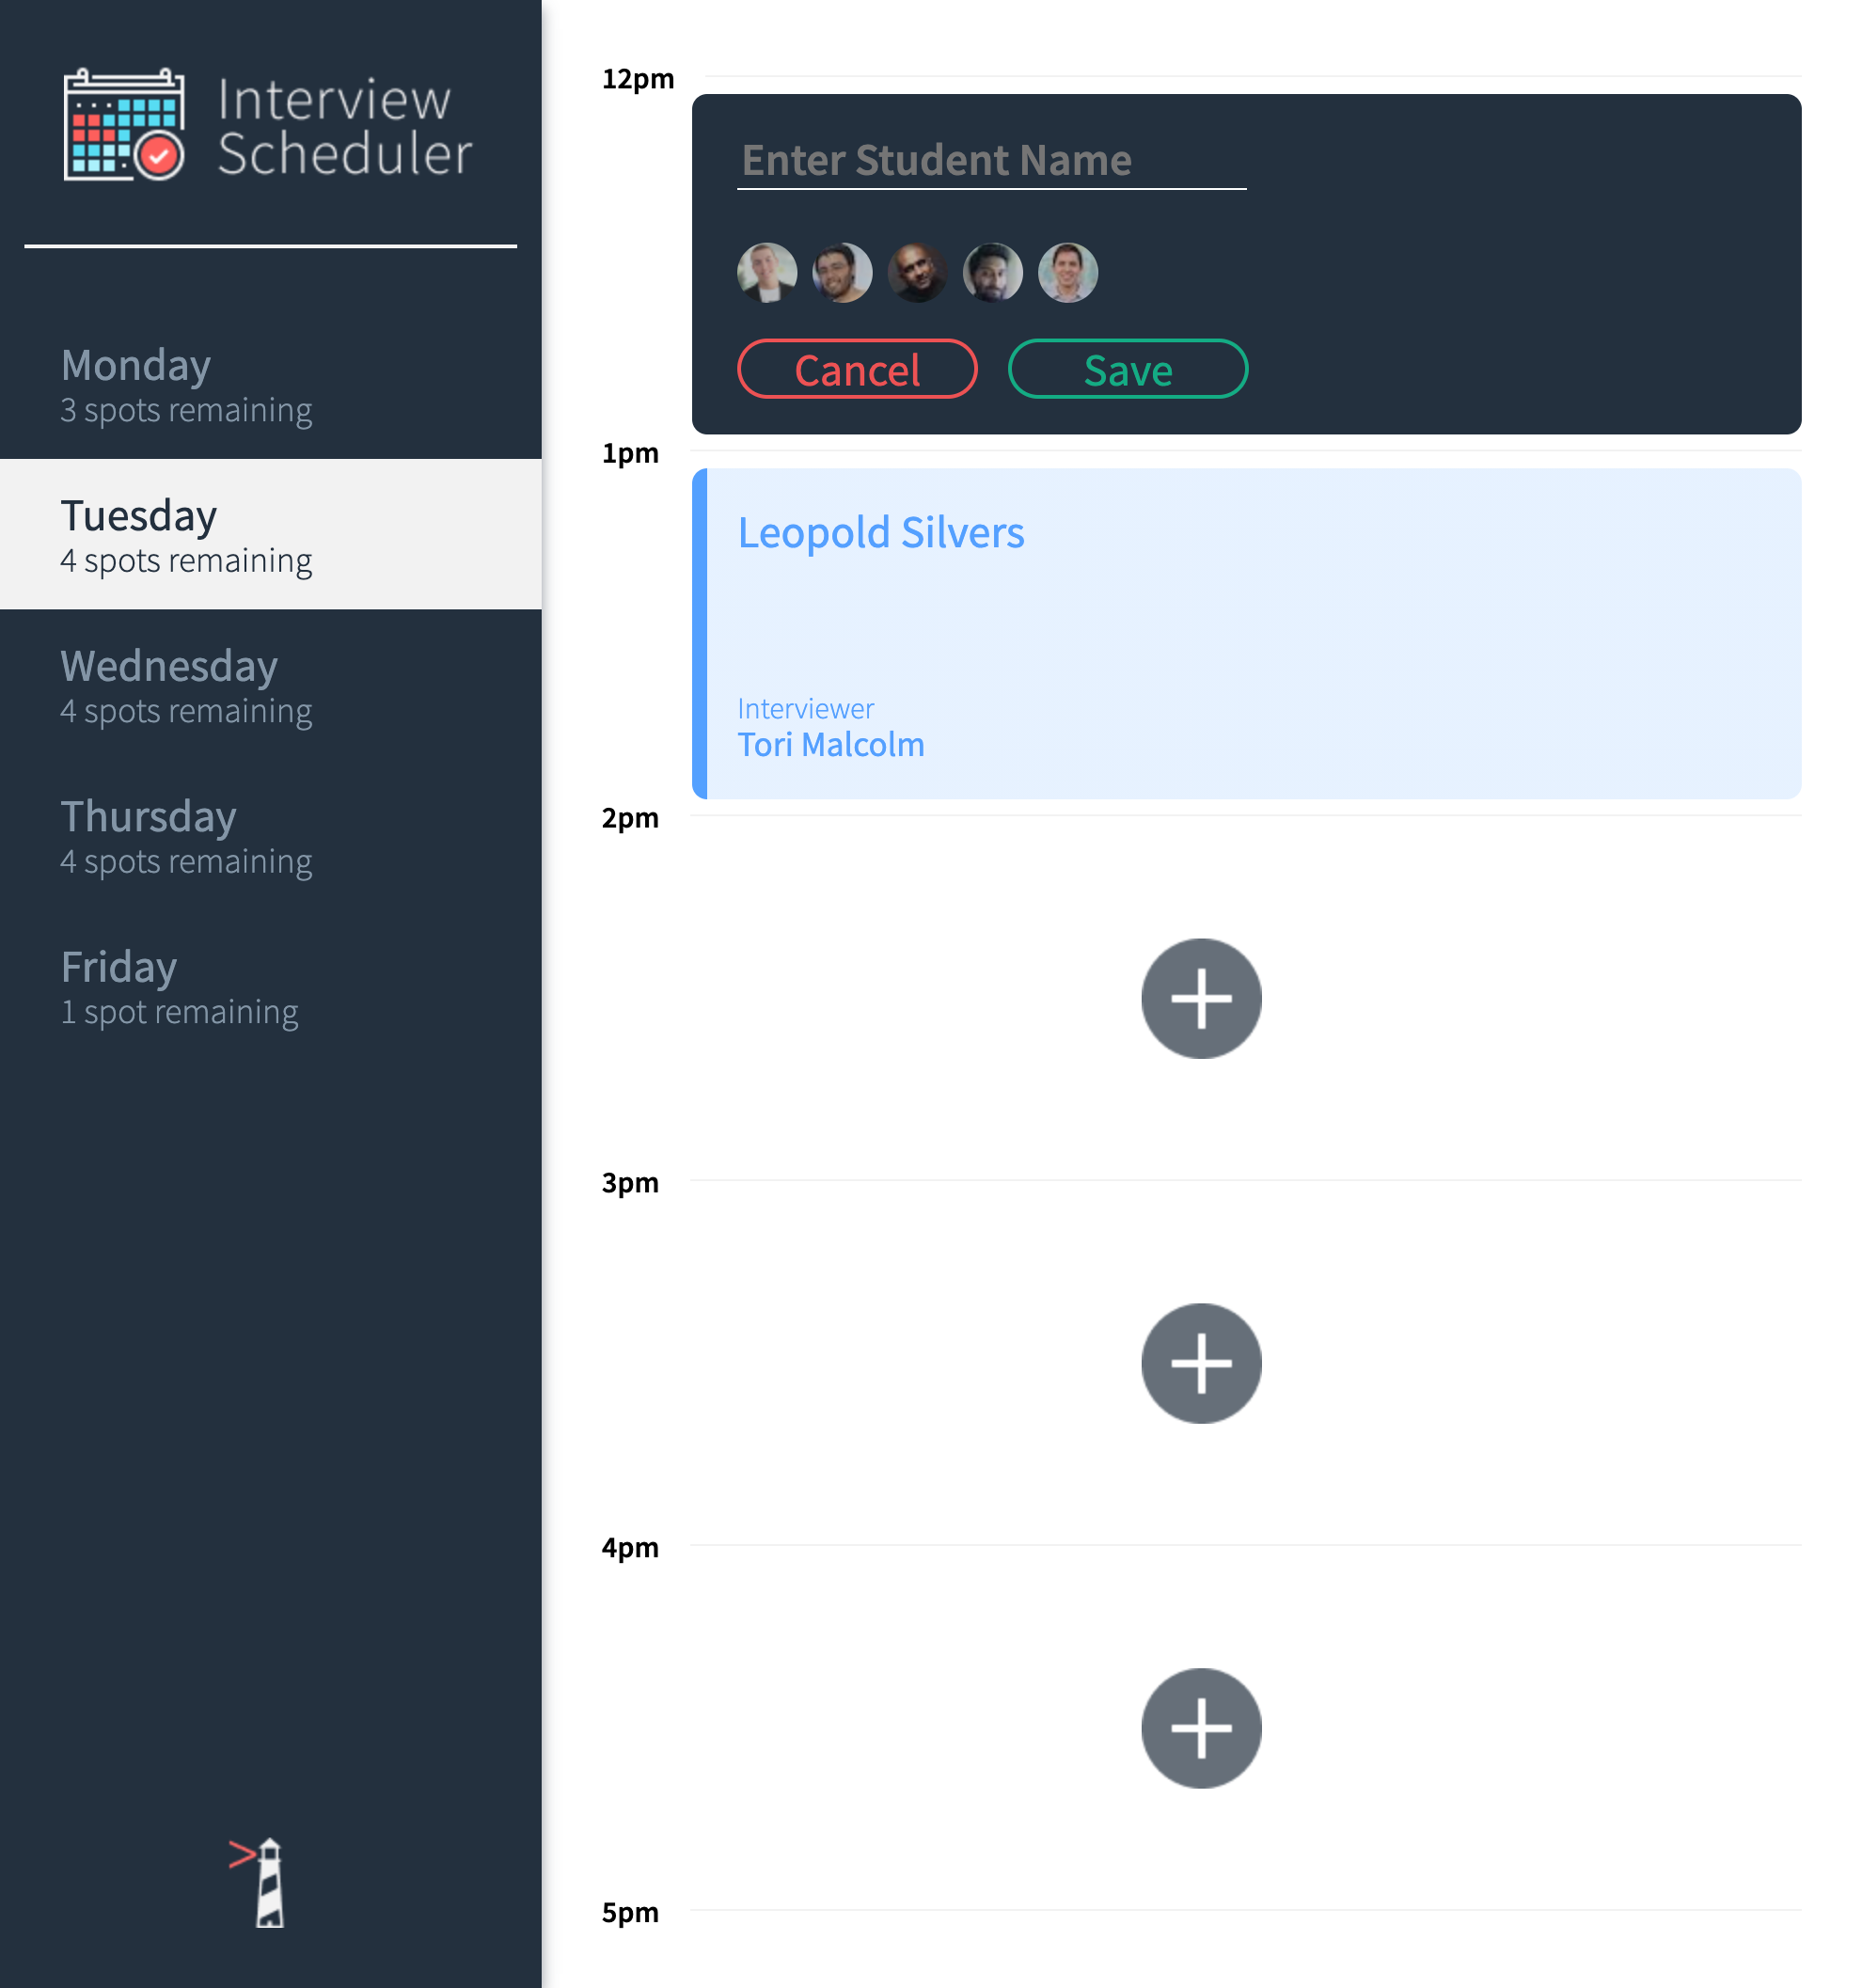 Interview
Scheduler
Monday
3 spots remaining
Tuesday
4 spots remaining
Wednesday
4 spots remaining
Thursday
4 spots remaining
Friday
1 spot remaining
12pm
Enter Student Name
Cancel
Save
1pm
Leopold Silvers
Interviewer
Tori Malcolm
2pm
3pm
4pm
5pm